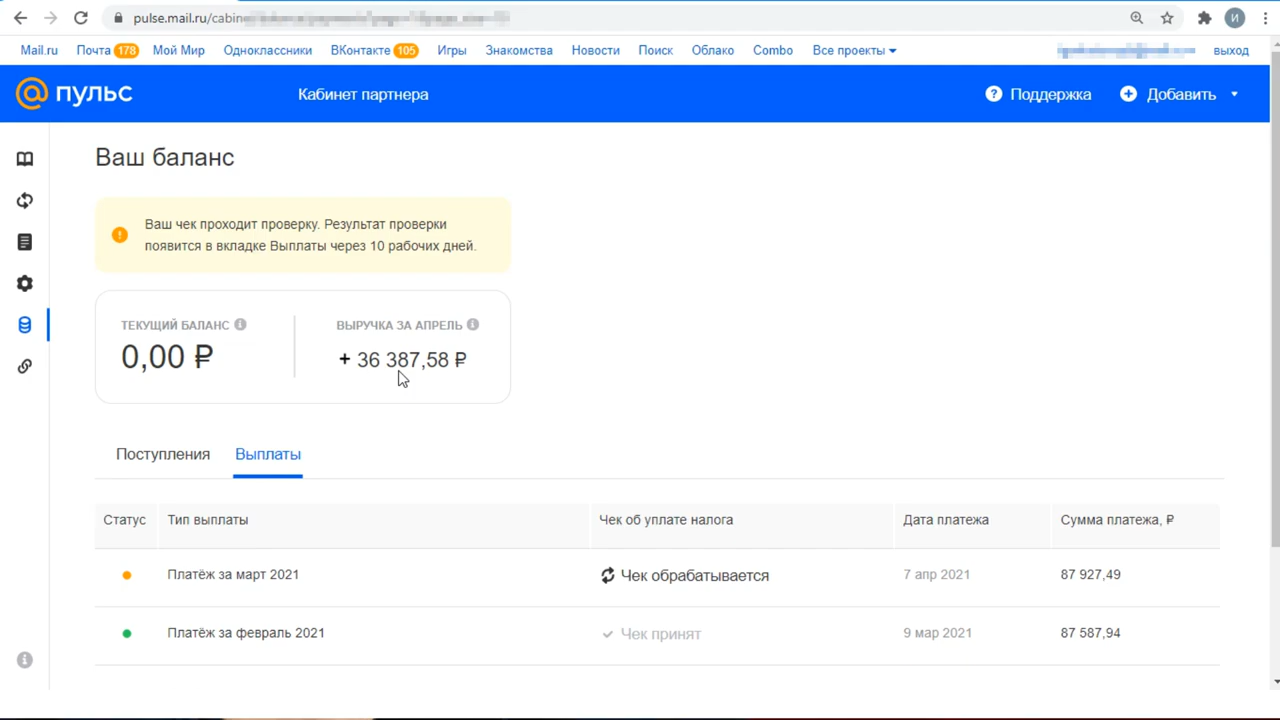 pulse.mail.ru/cabine
Mail.ru Почта 178 Мой Мир Одноклассники ВКонтакте 105 Игры Знакомства Новости Поиск Облако Combo Все проекты выход
@ пульс Кабинет партнера ? Поддержка + Добавить
Ваш баланс
Ваш чек проходит проверку. Результат проверки
появится в вкладке Выплаты через 10 рабочих дней.
ТЕКУЩИЙ БАЛАНС ВЫРУЧКА ЗА АПРЕЛЬ
0,00 ₽ + 36 387,58 ₽
Поступления Выплаты
Статус Тип выплаты Чек об уплате налога Дата платежа Сумма платежа, ₽
Платёж за март 2021 Чек обрабатывается 7 апр 2021 87 927,49
Платёж за февраль 2021 Чек принят 9 мар 2021 87 587,94